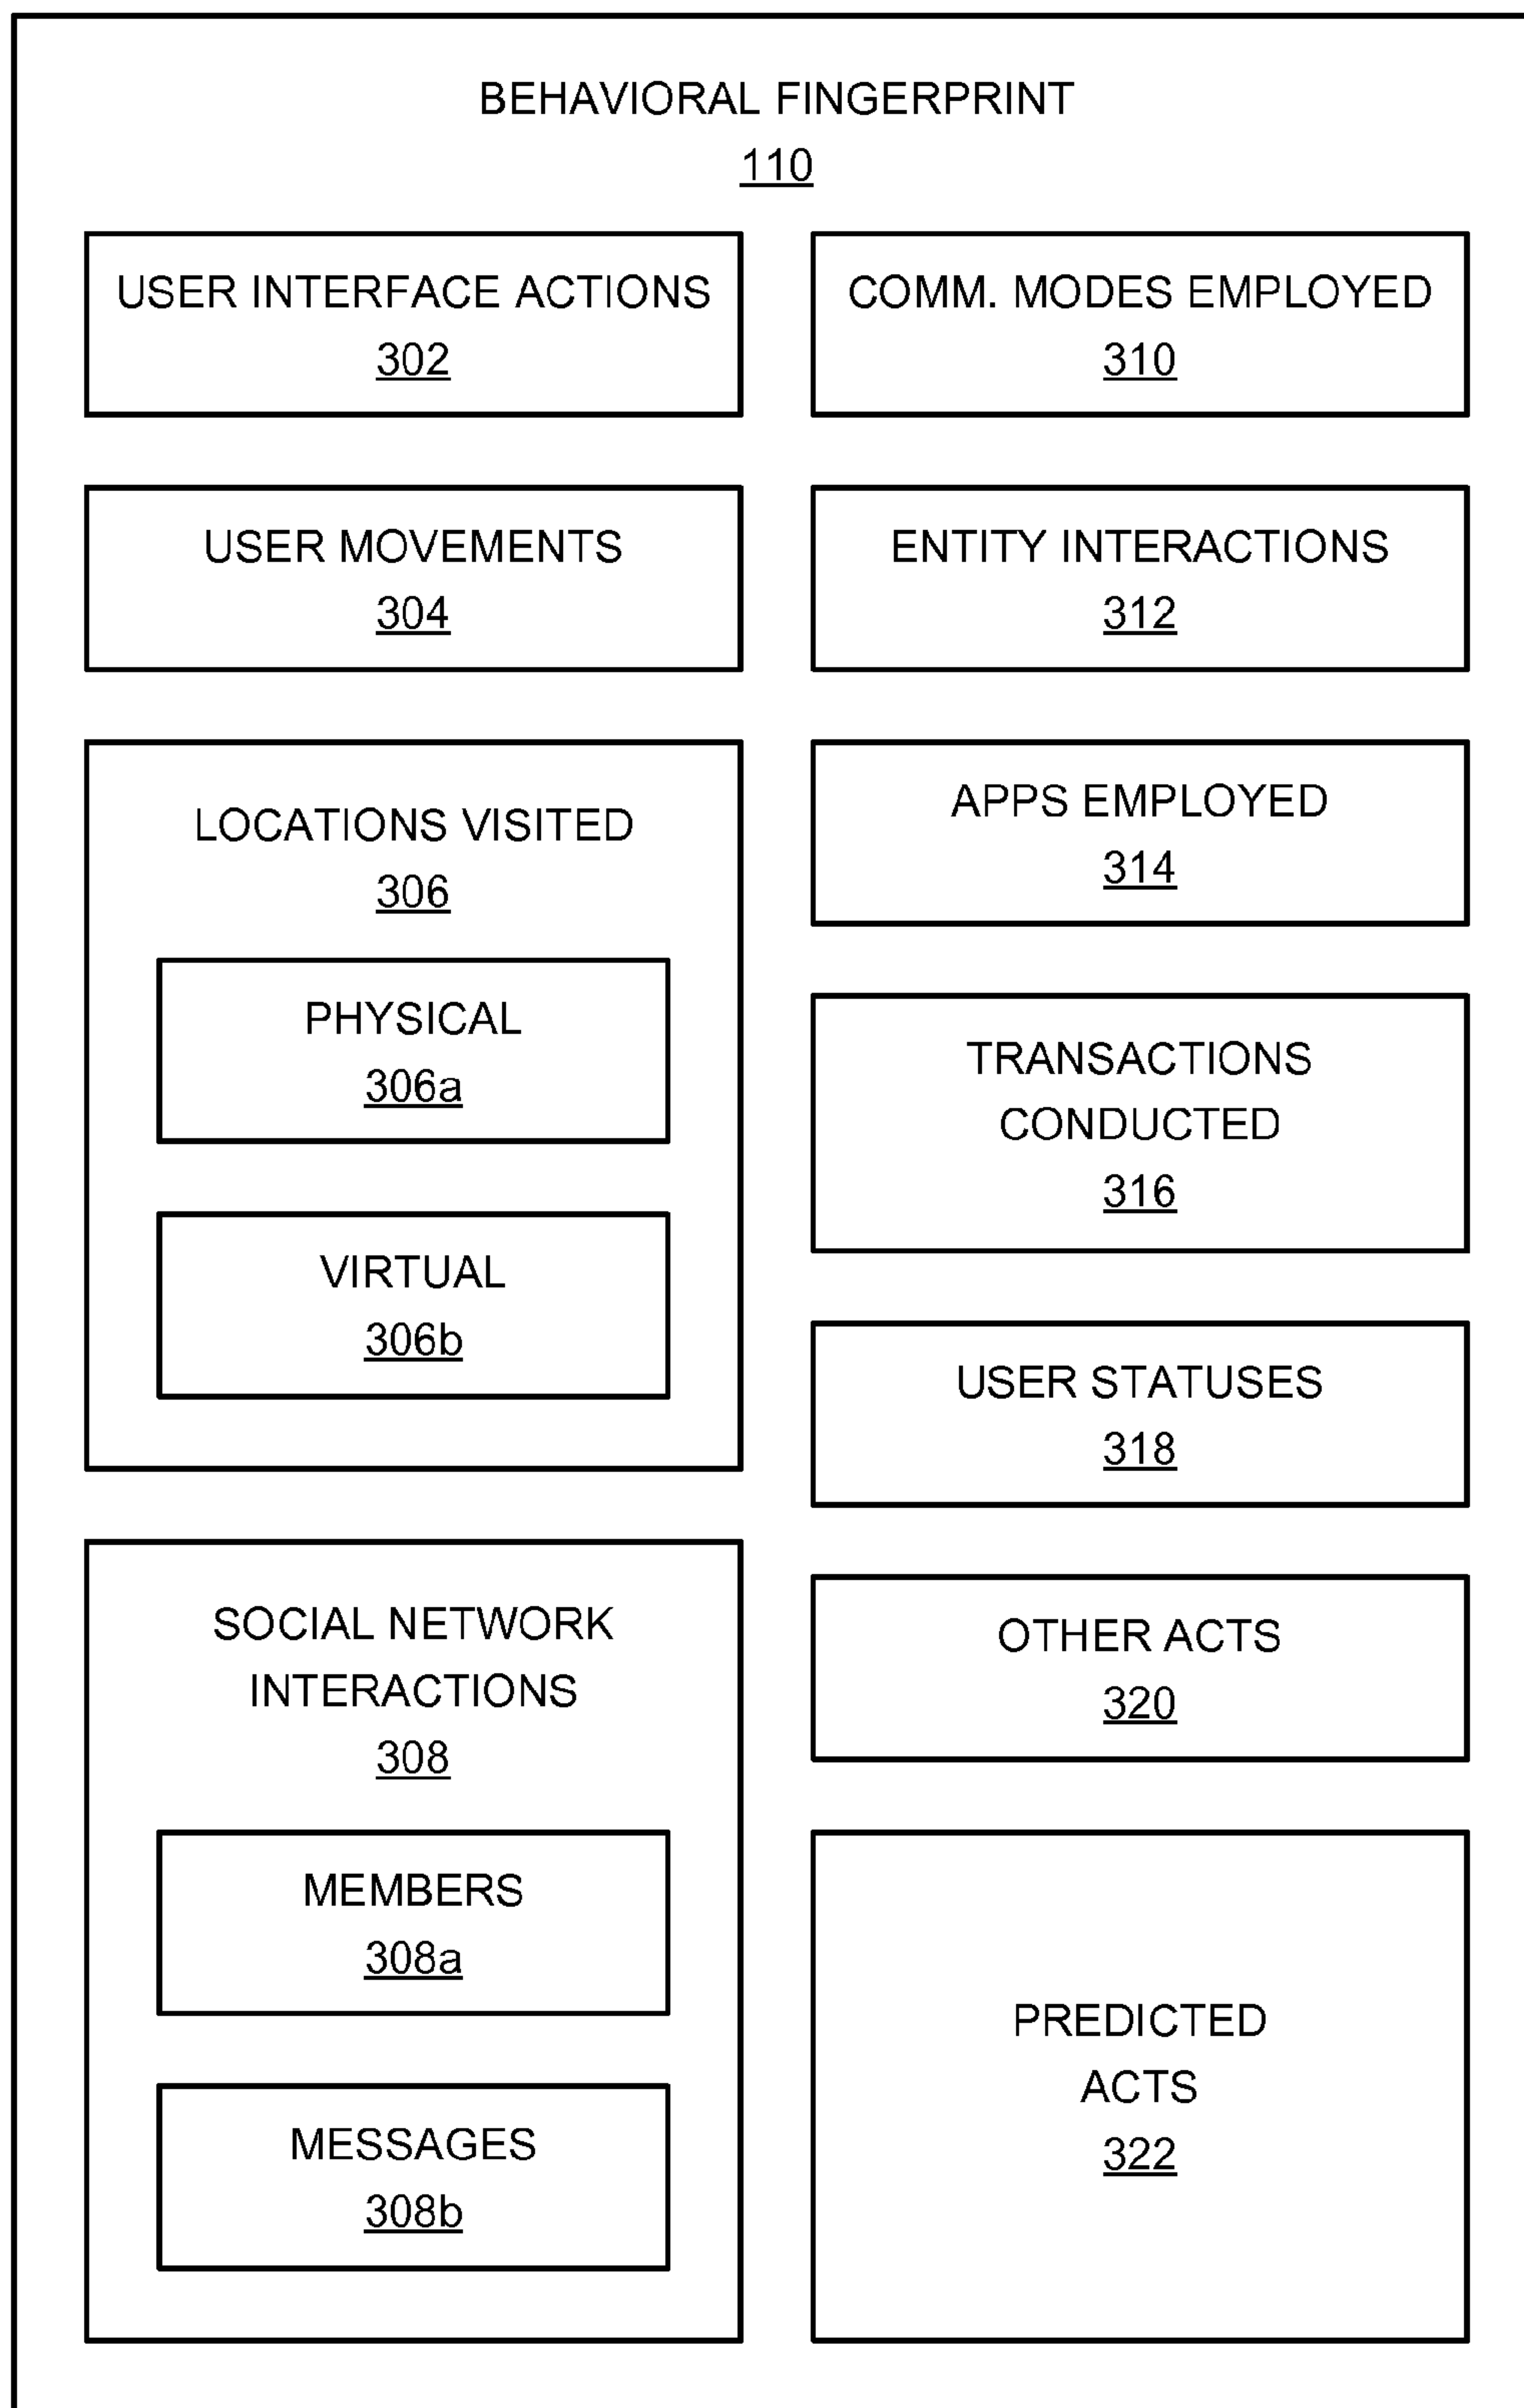 BEHAVIORAL FINGERPRINT
110
USER INTERFACE ACTIONS
302
USER MOVEMENTS
304
LOCATIONS VISITED
306
PHYSICAL
306a
VIRTUAL
306b
SOCIAL NETWORK
INTERACTIONS
308
MEMBERS
308a
MESSAGES
308b
COMM. MODES EMPLOYED
310
ENTITY INTERACTIONS
312
APPS EMPLOYED
314
TRANSACTIONS
CONDUCTED
316
USER STATUSES
318
OTHER ACTS
320
PREDICTED
ACTS
322